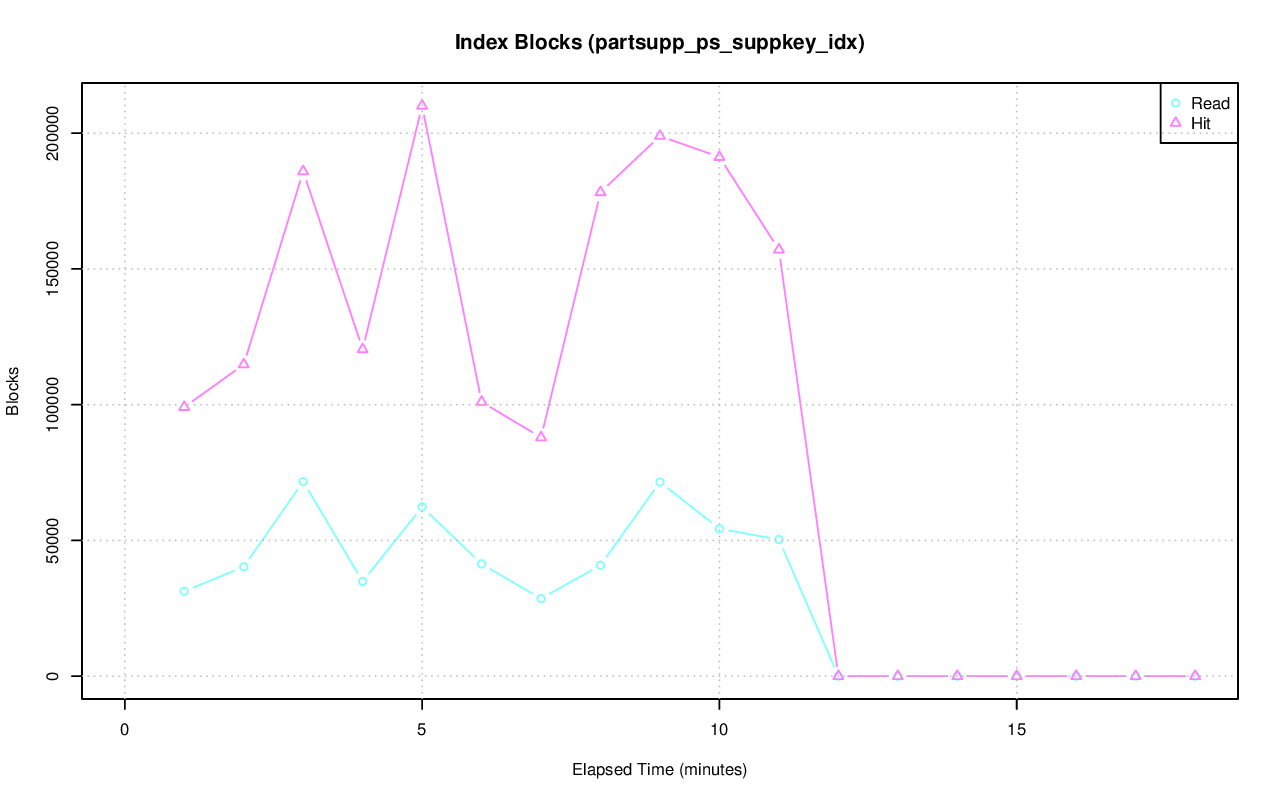 Index Blocks (partsupp_ps_suppkey_idx)
Read
Hit
Blocks
200000
150000
100000
50000
0
0 5 10 15
Elapsed Time (minutes)